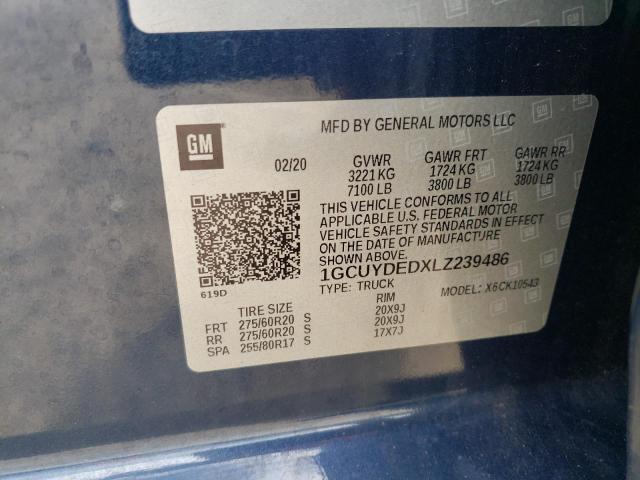 GM
MFD BY GENERAL MOTORS LLC
02/20 GVWR GAWR FRT GAWR RR
3221 KG 1724 KG 1724 KG
7100 LB 3800 LB 3800 LB
THIS VEHICLE CONFORMS TO ALL
APPLICABLE U.S. FEDERAL MOTOR
VEHICLE SAFETY STANDARDS IN EFFECT
ON THE DATE OF MANUFACTURE
SHOWN ABOVE.
1GCUYDEDXLZ239486
619D
TYPE: TRUCK MODEL: X6CK10543
TIRE SIZE RIM
FRT 275/60R20 S 20X9J
RR 275/60R20 S 20X9J
SPA 255/80R17 S 17X7J